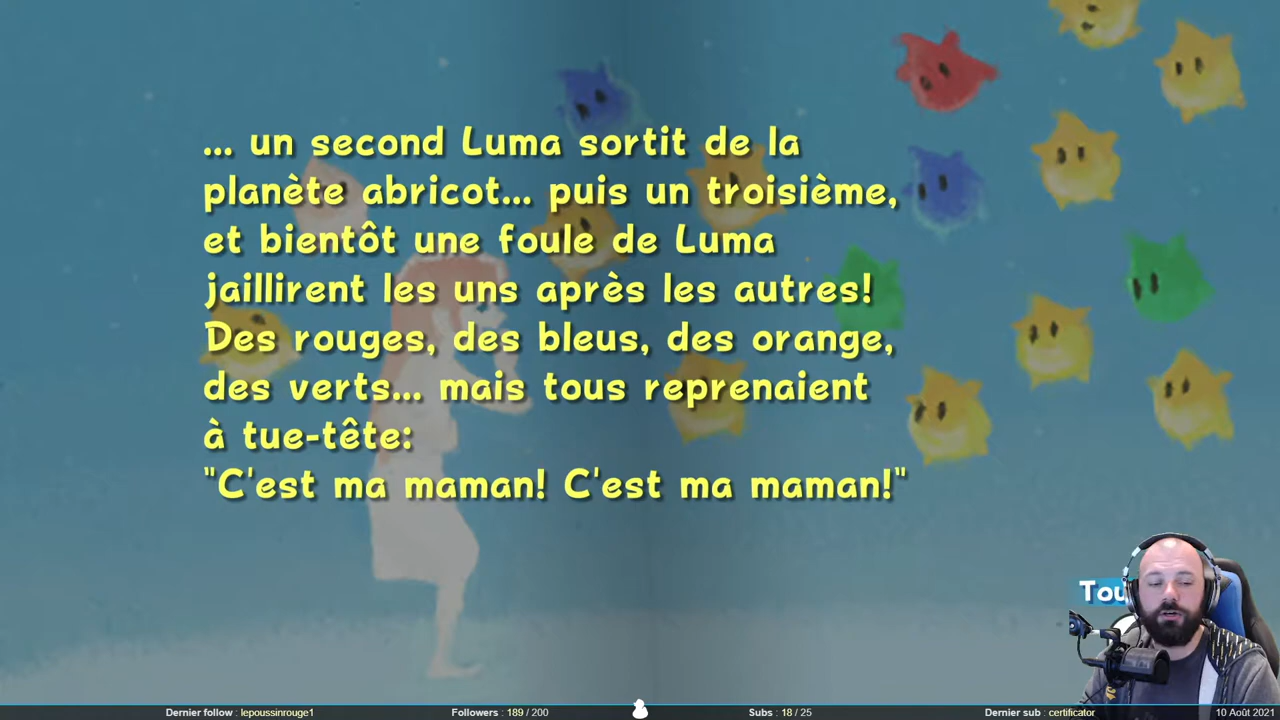 ... un second Luma sortit de la
planète abricot... puis un troisième,
et bientôt une foule de Luma
jaillirent les uns après les autres!
Des rouges, des bleus, des orange,
des verts... mais tous reprenaient
à tue-tête:
"C'est ma maman! C'est ma maman!"
Tou
Dernier follow : lepoussinrouge1 Followers : 189 / 200 Subs : 18 / 25 Dernier sub : certificator 10 Août 2021